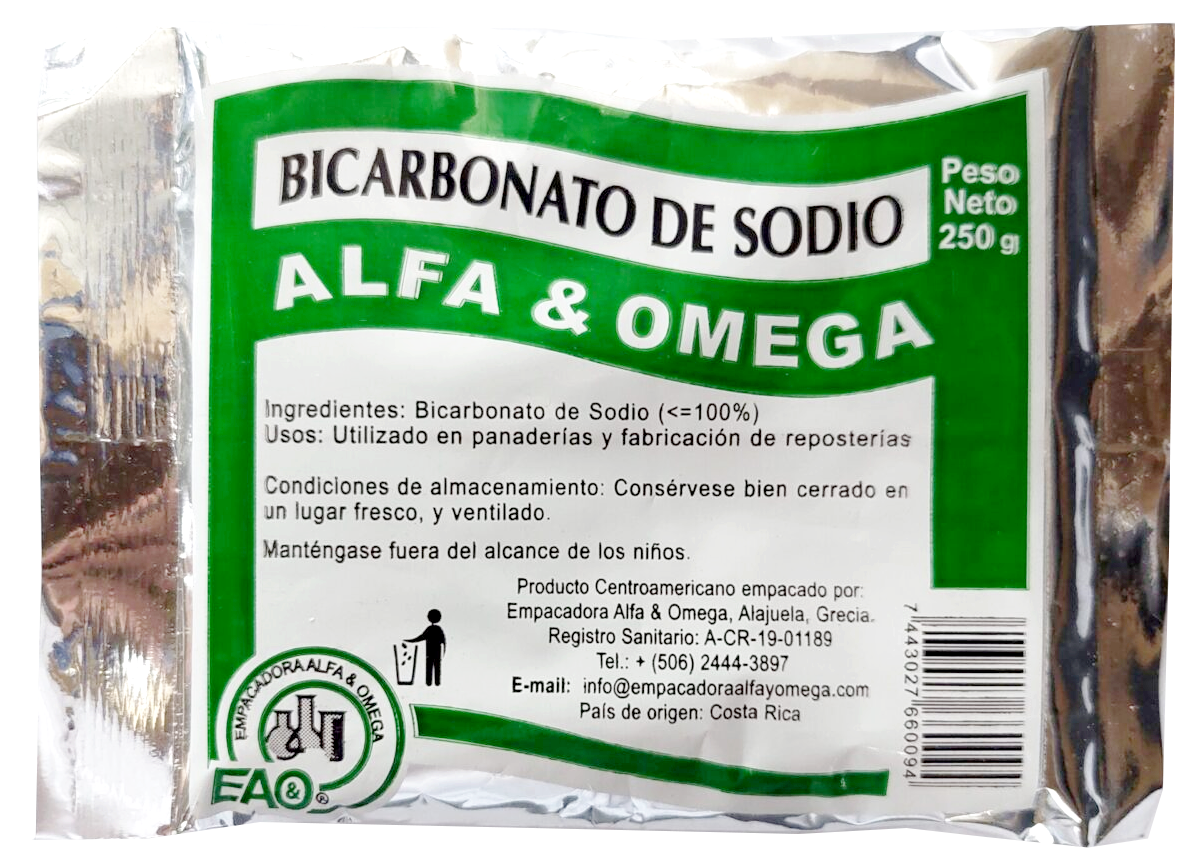 BICARBONATO DE SODIO
Peso
Neto
250 g
ALFA & OMEGA
Ingredientes: Bicarbonato de Sodio (<=100%)
Usos: Utilizado en panaderías y fabricación de reposterías
Condiciones de almacenamiento: Consérvese bien cerrado en
un lugar fresco, y ventilado.
Manténgase fuera del alcance de los niños.
Producto Centroamericano empacado por:
Empacadora Alfa & Omega, Alajuela, Grecia.
Registro Sanitario: A-CR-19-01189
Tel.: + (506) 2444-3897
E-mail: info@empacadoraalfayomega.com
País de origen: Costa Rica
EMPACADORA ALFA & OMEGA
EA&O®
7 443027 660094